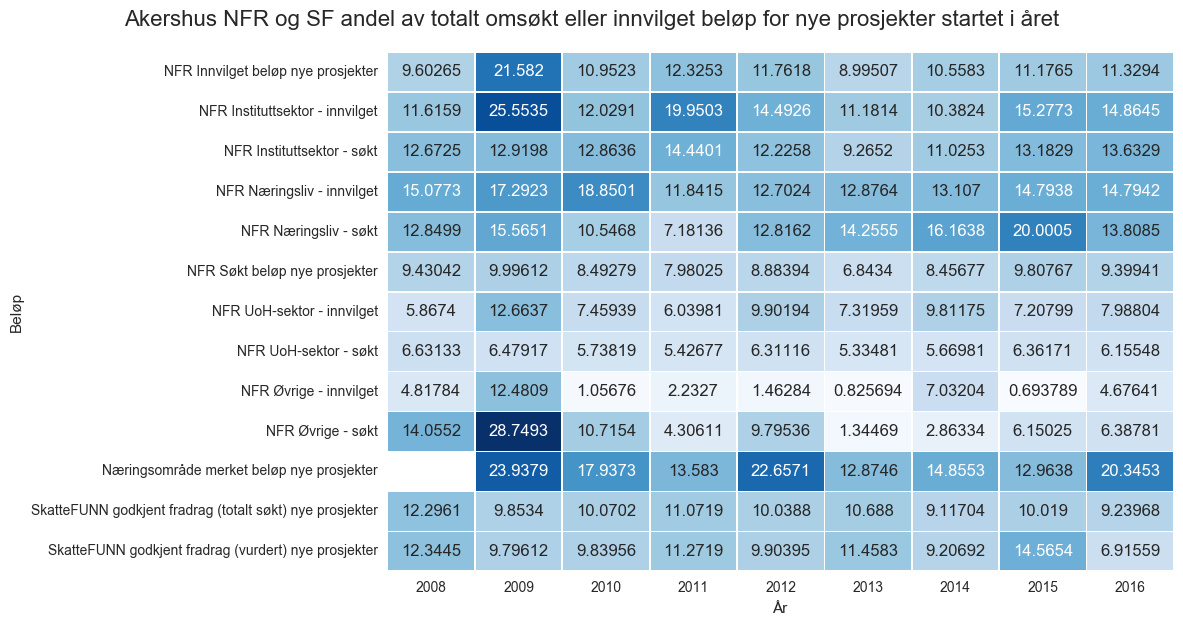 Akershus NFR og SF andel av totalt omsøkt eller innvilget beløp for nye prosjekter startet i året
Beløp
NFR Innvilget beløp nye prosjekter 9.60265 21.582 10.9523 12.3253 11.7618 8.99507 10.5583 11.1765 11.3294
NFR Instituttsektor - innvilget 11.6159 25.5535 12.0291 19.9503 14.4926 11.1814 10.3824 15.2773 14.8645
NFR Instituttsektor - søkt 12.6725 12.9198 12.8636 14.4401 12.2258 9.2652 11.0253 13.1829 13.6329
NFR Næringsliv - innvilget 15.0773 17.2923 18.8501 11.8415 12.7024 12.8764 13.107 14.7938 14.7942
NFR Næringsliv - søkt 12.8499 15.5651 10.5468 7.18136 12.8162 14.2555 16.1638 20.0005 13.8085
NFR Søkt beløp nye prosjekter 9.43042 9.99612 8.49279 7.98025 8.88394 6.8434 8.45677 9.80767 9.39941
NFR UoH-sektor - innvilget 5.8674 12.6637 7.45939 6.03981 9.90194 7.31959 9.81175 7.20799 7.98804
NFR UoH-sektor - søkt 6.63133 6.47917 5.73819 5.42677 6.31116 5.33481 5.66981 6.36171 6.15548
NFR Øvrige - innvilget 4.81784 12.4809 1.05676 2.2327 1.46284 0.825694 7.03204 0.693789 4.67641
NFR Øvrige - søkt 14.0552 28.7493 10.7154 4.30611 9.79536 1.34469 2.86334 6.15025 6.38781
Næringsområde merket beløp nye prosjekter 23.9379 17.9373 13.583 22.6571 12.8746 14.8553 12.9638 20.3453
SkatteFUNN godkjent fradrag (totalt søkt) nye prosjekter 12.2961 9.8534 10.0702 11.0719 10.0388 10.688 9.11704 10.019 9.23968
SkatteFUNN godkjent fradrag (vurdert) nye prosjekter 12.3445 9.79612 9.83956 11.2719 9.90395 11.4583 9.20692 14.5654 6.91559
2008 2009 2010 2011 2012 2013 2014 2015 2016
År